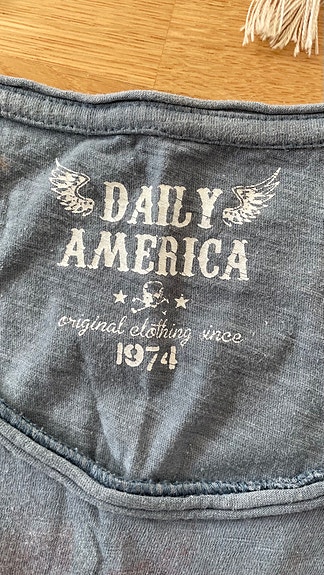 DAILY
AMERICA
original clothing since
1974